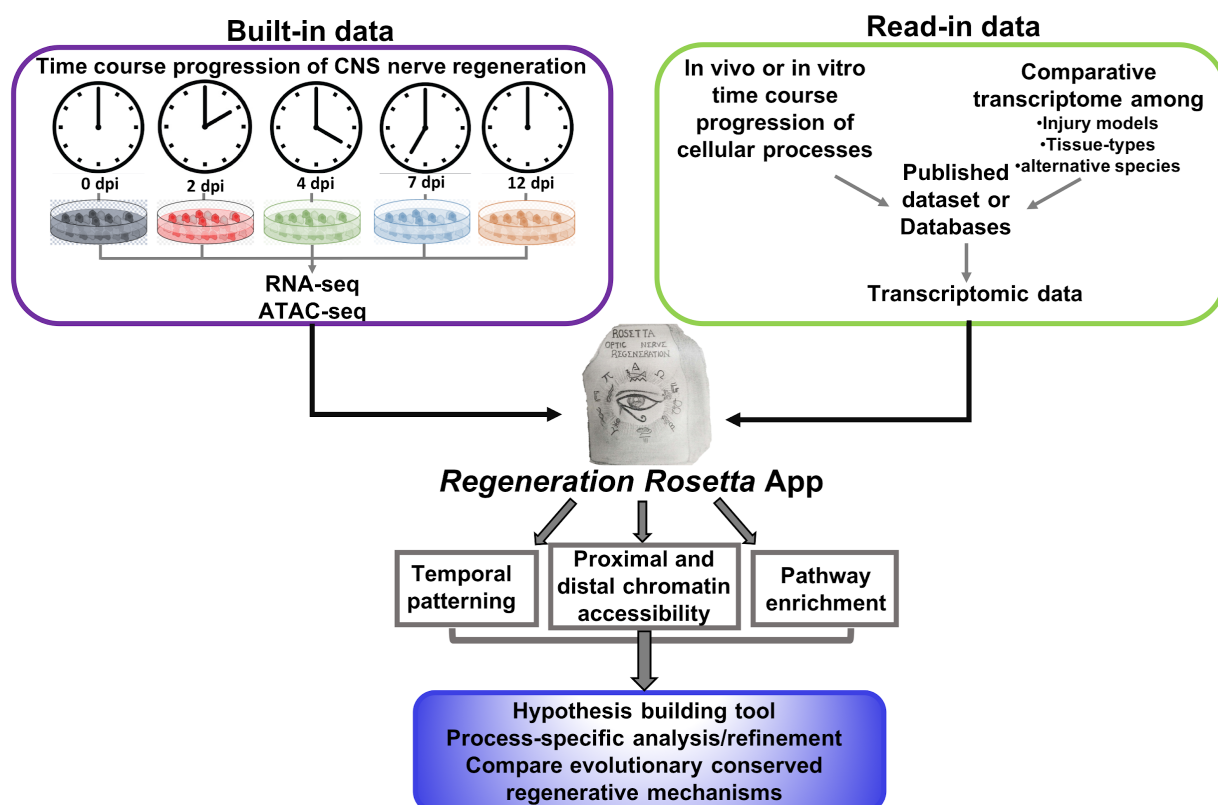 Built-in data
Time course progression of CNS nerve regeneration
0 dpi
2 dpi
4 dpi
7 dpi
12 dpi
RNA-seq
ATAC-seq
Read-in data
In vivo or in vitro
time course
progression of
cellular processes
Comparative
transcriptome among
•Injury models
•Tissue-types
•alternative species
Published
dataset or
Databases
Transcriptomic data
ROSETTA
OPTIC NERVE
REGENERATION
Regeneration Rosetta App
Temporal
patterning
Proximal and
distal chromatin
accessibility
Pathway
enrichment
Hypothesis building tool
Process-specific analysis/refinement
Compare evolutionary conserved
regenerative mechanisms